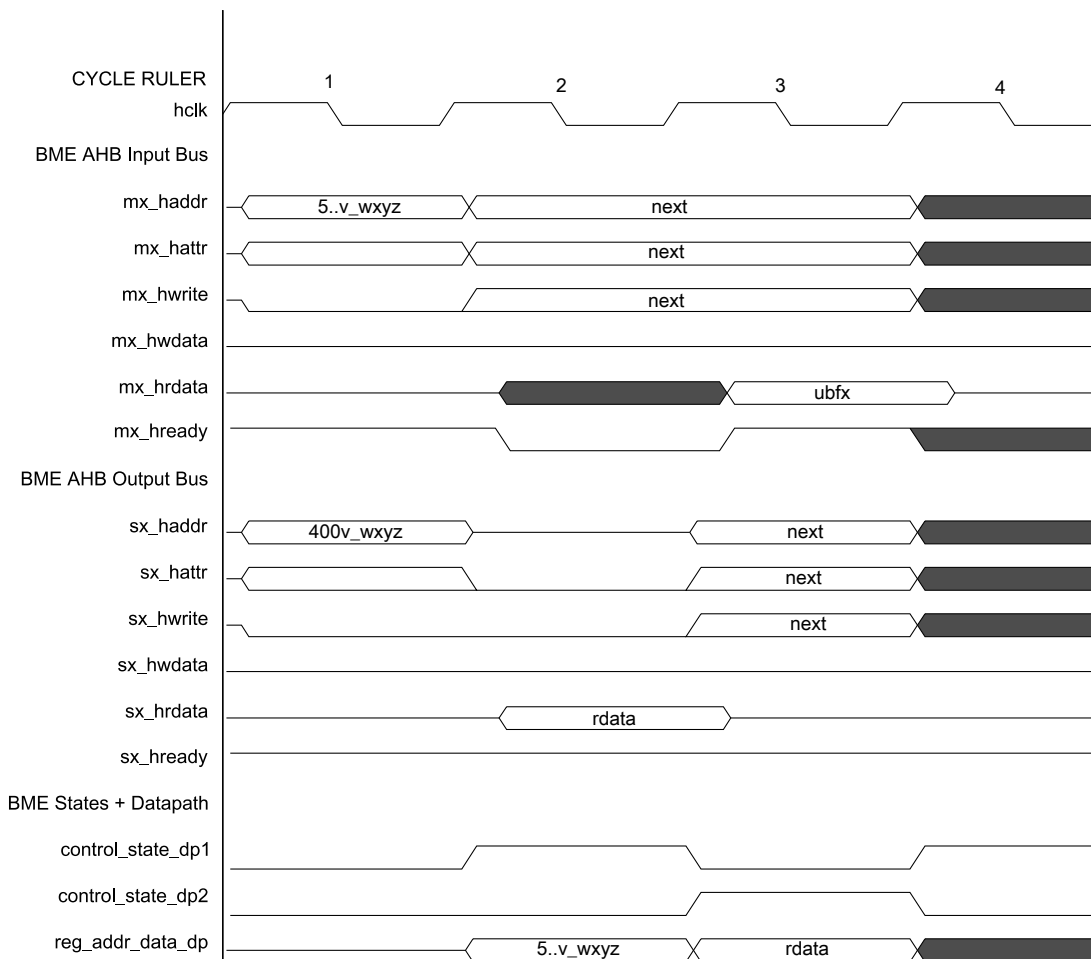 CYCLE RULER 1 2 3 4
hclk
BME AHB Input Bus
mx_haddr 5..v_wxyz next
mx_hattr next
mx_hwrite next
mx_hwdata
mx_hrdata ubfx
mx_hready
BME AHB Output Bus
sx_haddr 400v_wxyz next
sx_hattr next
sx_hwrite next
sx_hwdata
sx_hrdata rdata
sx_hready
BME States + Datapath
control_state_dp1
control_state_dp2
reg_addr_data_dp 5..v_wxyz rdata